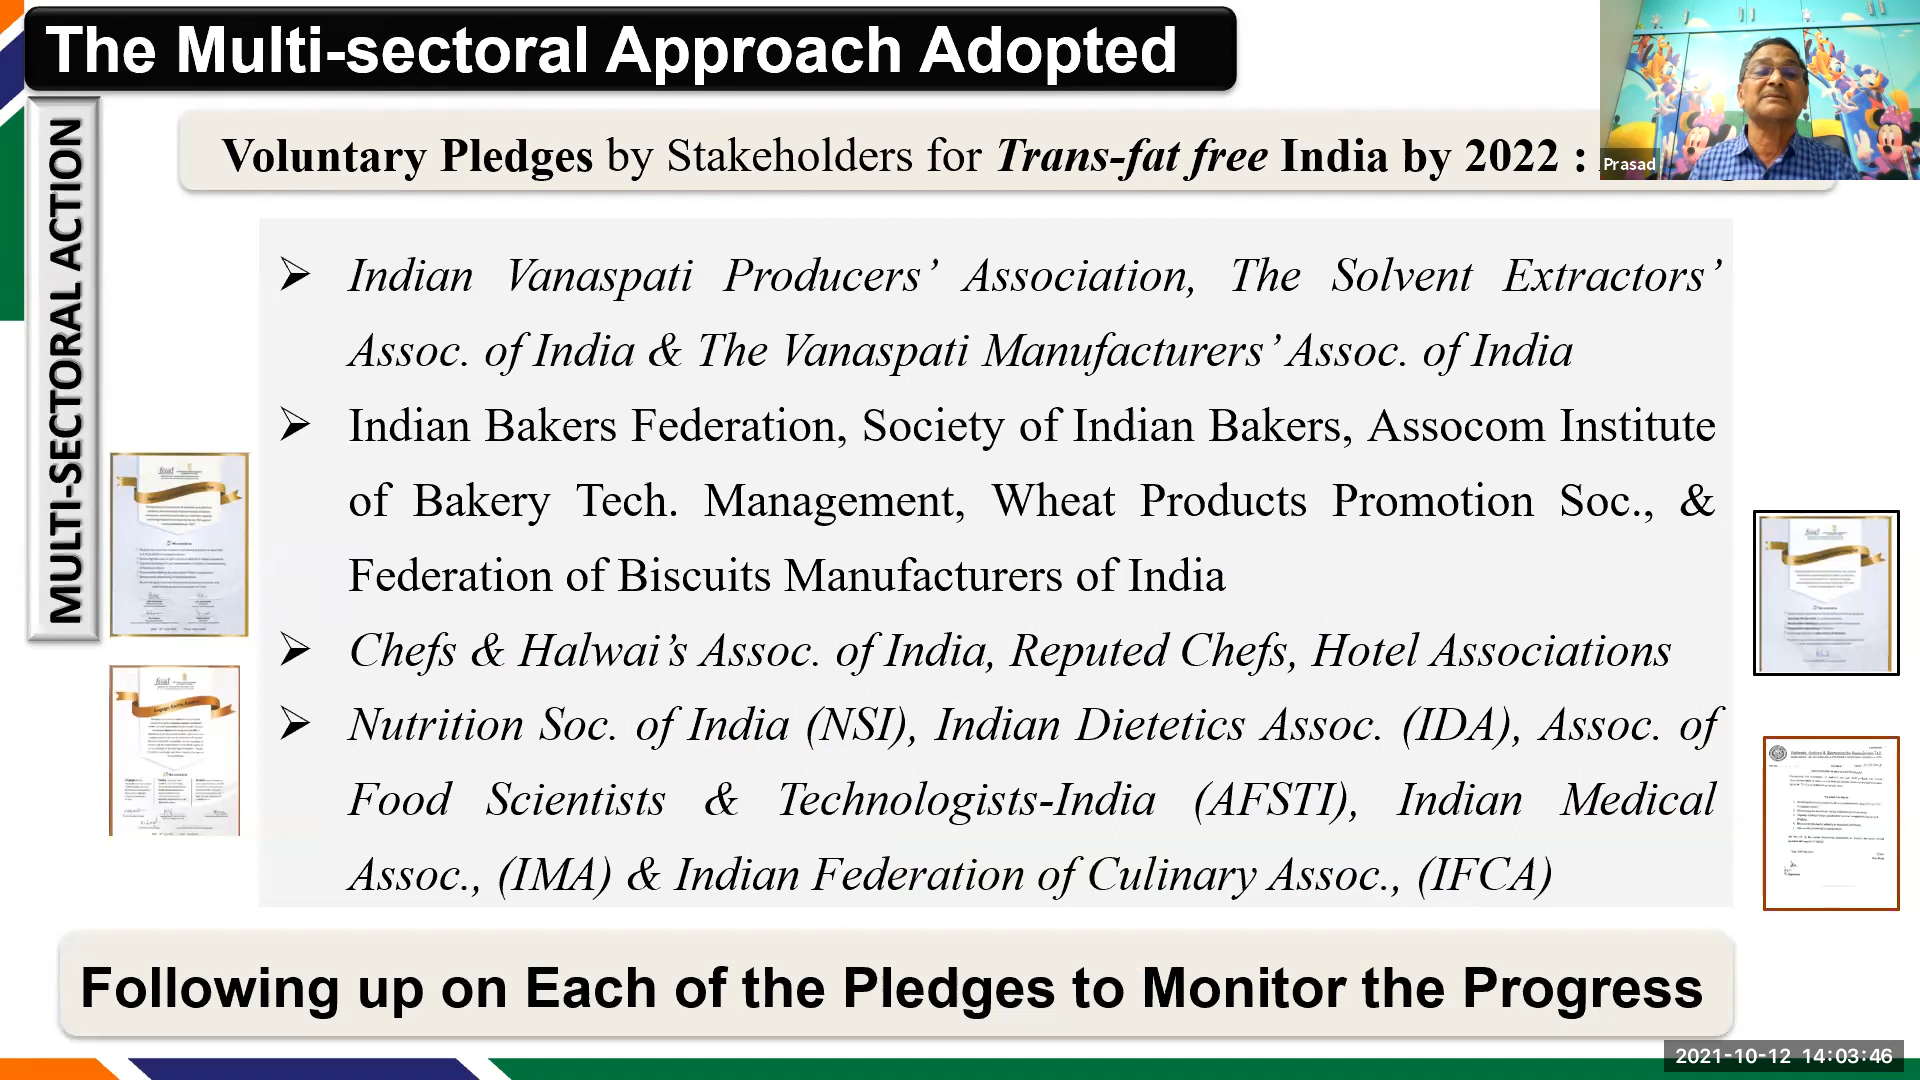 The Multi-sectoral Approach Adopted
MULTI-SECTORAL ACTION
Voluntary Pledges by Stakeholders for Trans-fat free India by 2022 :
Prasad
➢ Indian Vanaspati Producers’ Association, The Solvent Extractors’
Assoc. of India & The Vanaspati Manufacturers’ Assoc. of India
➢ Indian Bakers Federation, Society of Indian Bakers, Assocom Institute
of Bakery Tech. Management, Wheat Products Promotion Soc., &
Federation of Biscuits Manufacturers of India
➢ Chefs & Halwai’s Assoc. of India, Reputed Chefs, Hotel Associations
➢ Nutrition Soc. of India (NSI), Indian Dietetics Assoc. (IDA), Assoc. of
Food Scientists & Technologists-India (AFSTI), Indian Medical
Assoc., (IMA) & Indian Federation of Culinary Assoc., (IFCA)
Following up on Each of the Pledges to Monitor the Progress
2021-10-12 14:03:46